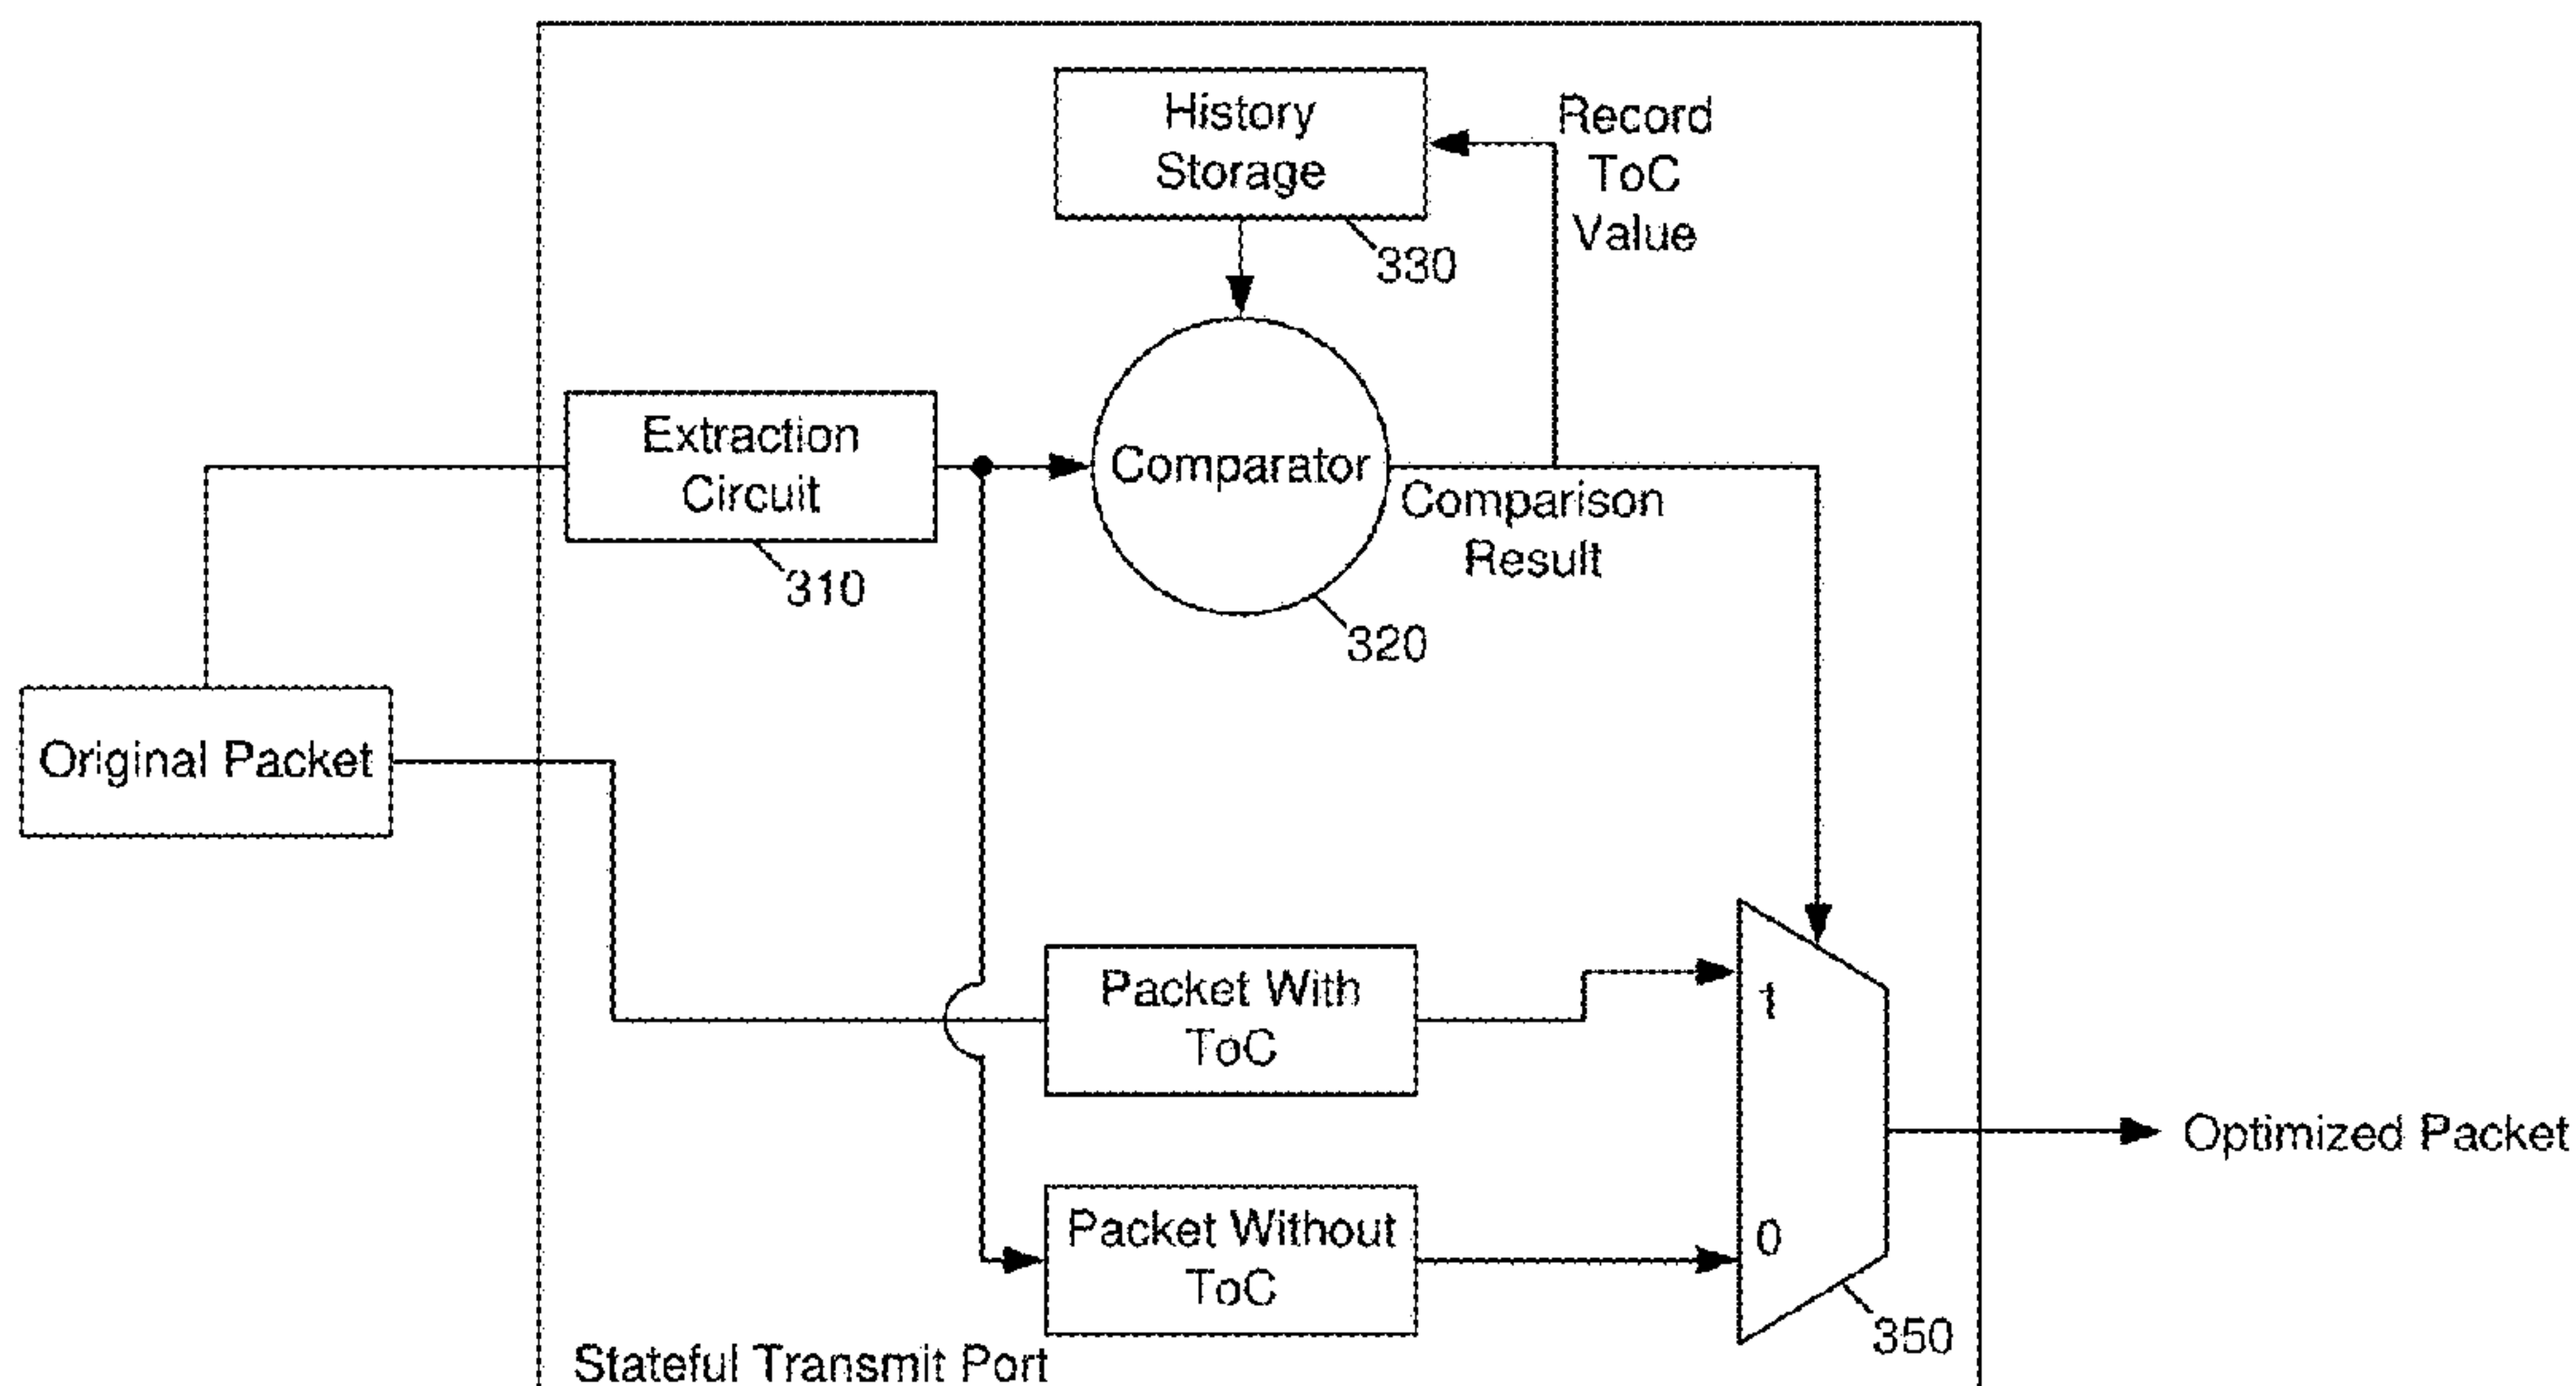 History
Storage
Record
ToC
Value
330
Extraction
Circuit
310
Comparator
320
Comparison
Result
Original Packet
Packet With
ToC
1
Packet Without
ToC
0
350
Optimized Packet
Stateful Transmit Port